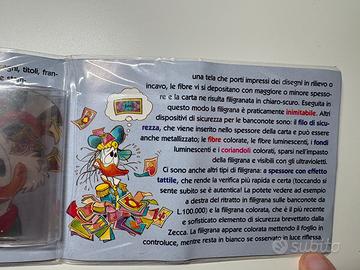 ghi, titoli, fran-
una tela che porti impressi dei disegni in rilievo o
incavo, le fibre vi si depositano con maggiore o minore spesso-
re e la carta ne risulta filigranata in chiaro-scuro. Eseguita in
questo modo la filigrana è praticamente inimitabile. Altri
dispositivi di sicurezza per le banconote sono: il filo di sicu-
rezza, che viene inserito nello spessore della carta e può essere
anche metallizzato; le fibre colorate, le fibre luminescenti, i fondi
luminescenti e i coriandoli colorati, sparsi nell'impasto
della filigrana e visibili con gli ultravioletti.
Ci sono anche altri tipi di filigrana: a spessore con effetto
tattile, che rende la verifica più rapida e certa (toccando si
sente subito se è autentica! La potete vedere ad esempio
a destra del ritratto in filigrana sulle banconote da
L.100.000) e la filigrana colorata, che è il più recente
e sofisticato elemento di sicurezza brevettato dalla
Zecca. La filigrana appare colorata mettendo il foglio in
controluce, mentre resta in bianco se osservato in luce riflessa.
subito